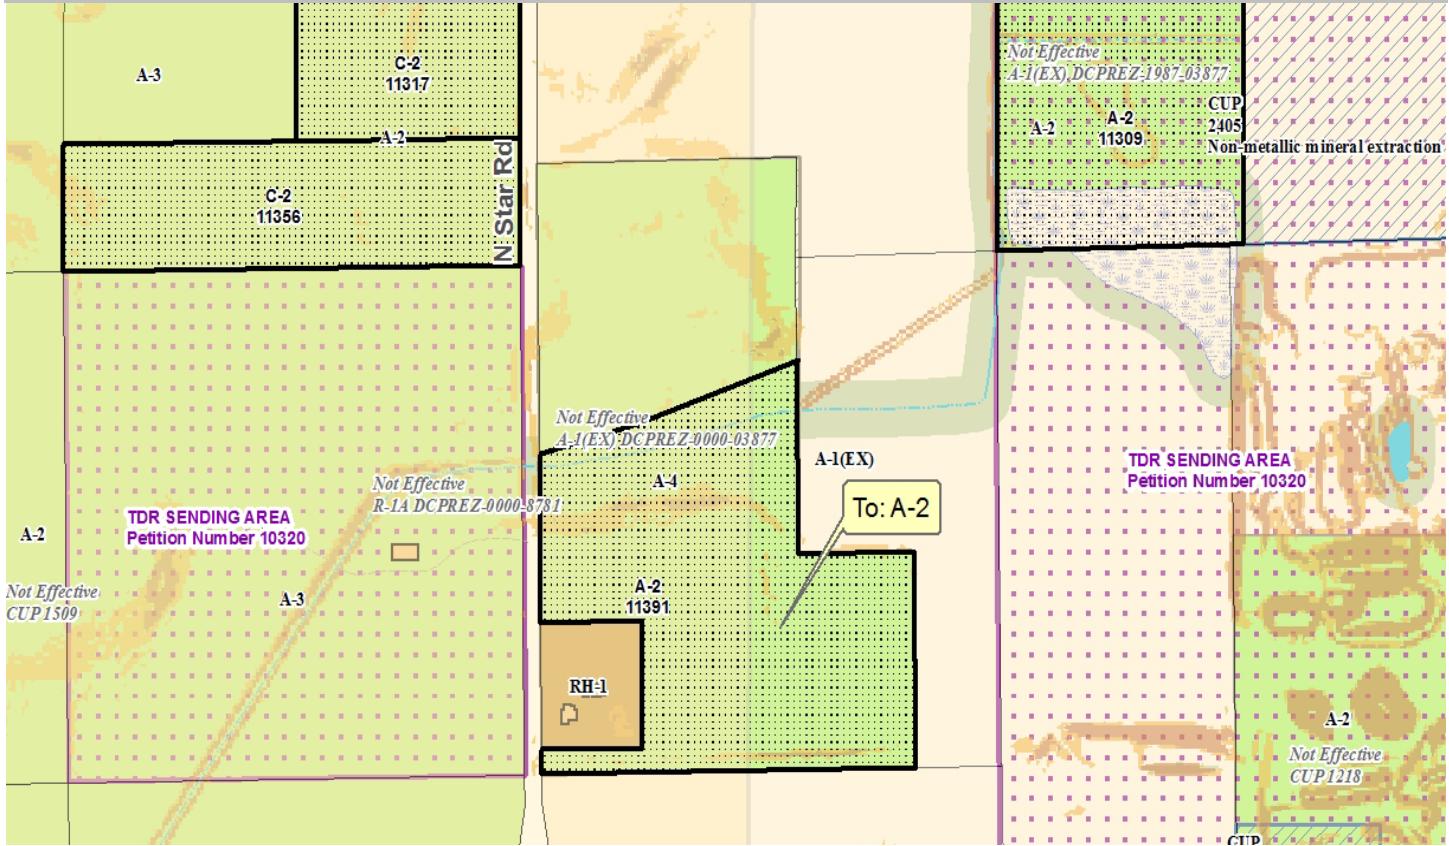 A-3
C-2
11317
A-2
C-2
11356
N Star Rd
Not Effective
A-1(EX) DCPREZ-1987-03877
CUP
2405
Non-metallic mineral extraction
A-2
A-2
11309
Not Effective
A-1(EX) DCPREZ-0000-03877
A-4
A-1(EX)
To: A-2
Not Effective
R-1A DCPREZ-0000-8781
TDR SENDING AREA
Petition Number 10320
TDR SENDING AREA
Petition Number 10320
A-2
Not Effective
CUP 1509
A-3
A-2
11391
RH-1
A-2
Not Effective
CUP 1218
CUP